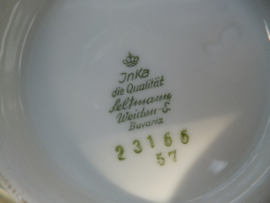 InKa
die Qualität
Seltmann
Weiden-E
Bavaria
23166
57